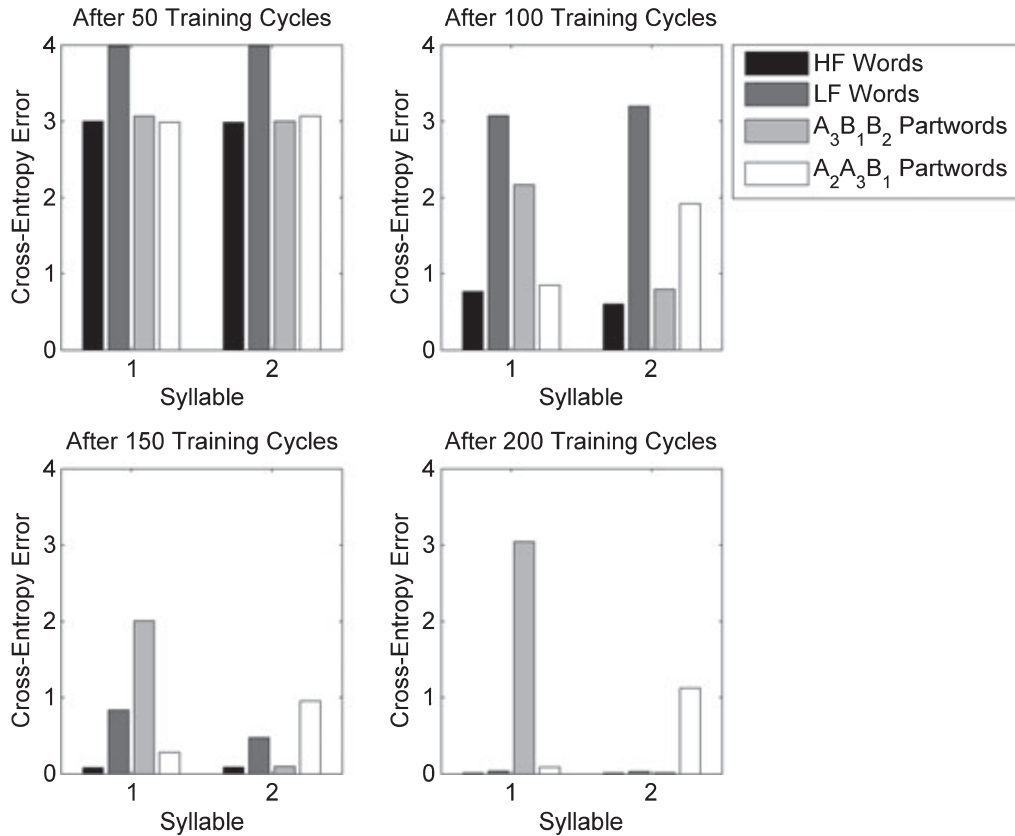 After 50 Training Cycles
4
3
2
1
0
Cross-Entropy Error
1 2
Syllable
After 100 Training Cycles
4
3
2
1
0
Cross-Entropy Error
1 2
Syllable
HF Words
LF Words
A₃B₁B₂ Partwords
A₂A₃B₁ Partwords
After 150 Training Cycles
4
3
2
1
0
Cross-Entropy Error
1 2
Syllable
After 200 Training Cycles
4
3
2
1
0
Cross-Entropy Error
1 2
Syllable